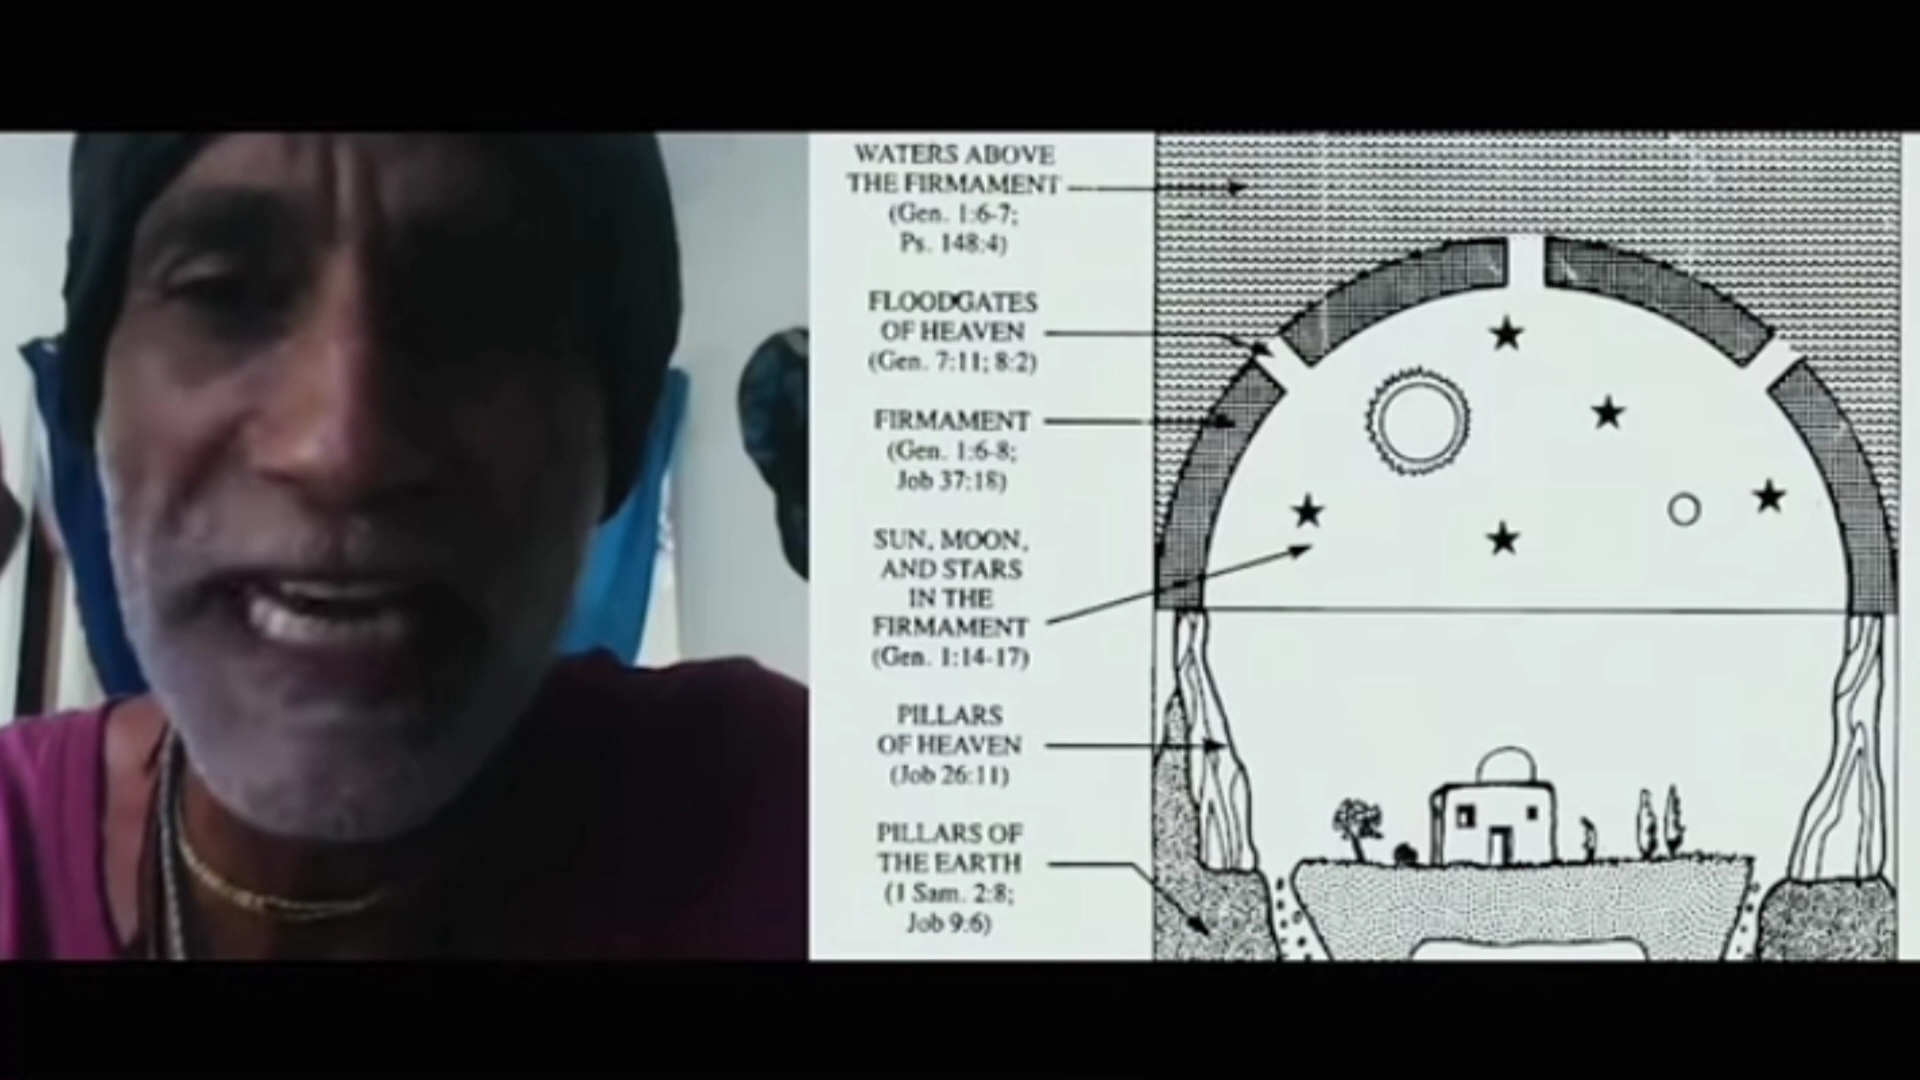 WATERS ABOVE
THE FIRMAMENT
(Gen. 1:6-7;
Ps. 148:4)
FLOODGATES
OF HEAVEN
(Gen. 7:11; 8:2)
FIRMAMENT
(Gen. 1:6-8;
Job 37:18)
SUN, MOON,
AND STARS
IN THE
FIRMAMENT
(Gen. 1:14-17)
PILLARS
OF HEAVEN
(Job 26:11)
PILLARS OF
THE EARTH
(1 Sam. 2:8;
Job 9:6)